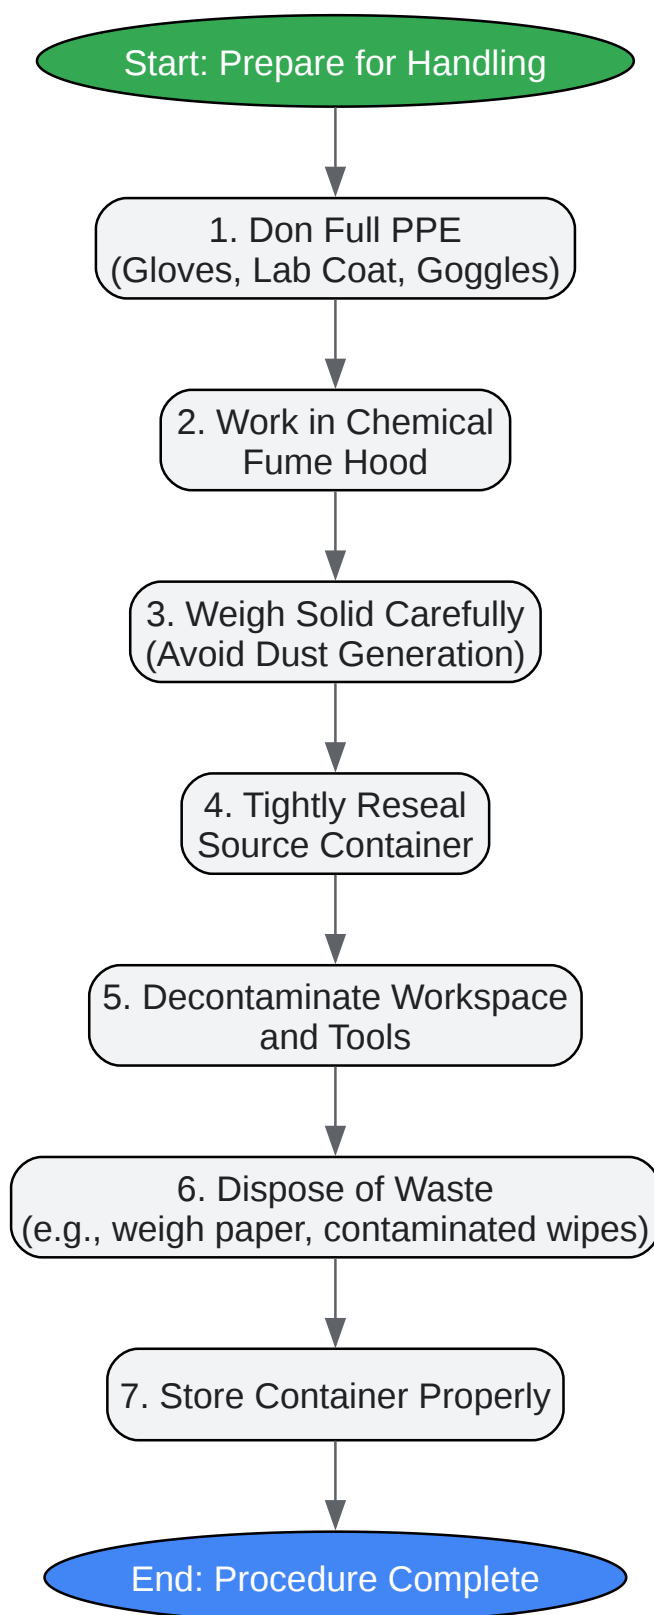 Start: Prepare for Handling
1. Don Full PPE
(Gloves, Lab Coat, Goggles)
2. Work in Chemical
Fume Hood
3. Weigh Solid Carefully
(Avoid Dust Generation)
4. Tightly Reseal
Source Container
5. Decontaminate Workspace
and Tools
6. Dispose of Waste
(e.g., weigh paper, contaminated wipes)
7. Store Container Properly
End: Procedure Complete